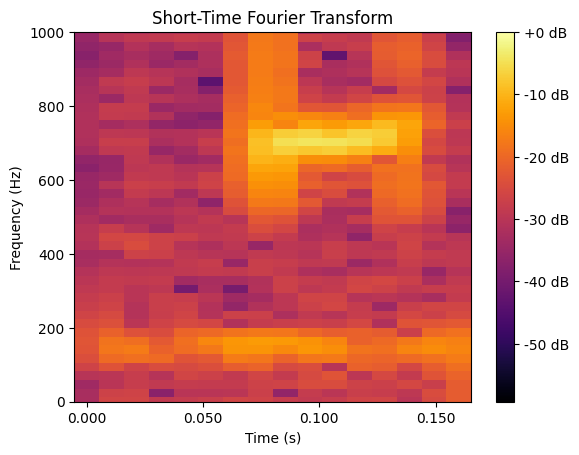 Short-Time Fourier Transform
Frequency (Hz)
1000
800
600
400
200
0
0.000
0.050
0.100
0.150
Time (s)
+0 dB
-10 dB
-20 dB
-30 dB
-40 dB
-50 dB